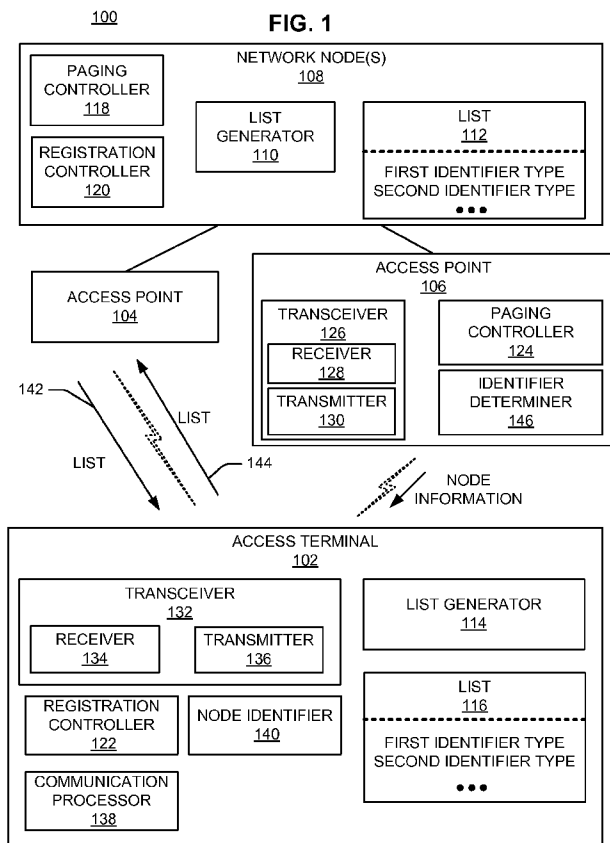 100
FIG. 1
NETWORK NODE(S)
108
PAGING
CONTROLLER
118
REGISTRATION
CONTROLLER
120
LIST
GENERATOR
110
LIST
112
FIRST IDENTIFIER TYPE
SECOND IDENTIFIER TYPE
•••
ACCESS POINT
104
ACCESS POINT
106
TRANSCEIVER
126
RECEIVER
128
TRANSMITTER
130
PAGING
CONTROLLER
124
IDENTIFIER
DETERMINER
146
142
LIST
LIST
144
NODE
INFORMATION
ACCESS TERMINAL
102
TRANSCEIVER
132
RECEIVER
134
TRANSMITTER
136
LIST GENERATOR
114
REGISTRATION
CONTROLLER
122
NODE IDENTIFIER
140
COMMUNICATION
PROCESSOR
138
LIST
116
FIRST IDENTIFIER TYPE
SECOND IDENTIFIER TYPE
•••